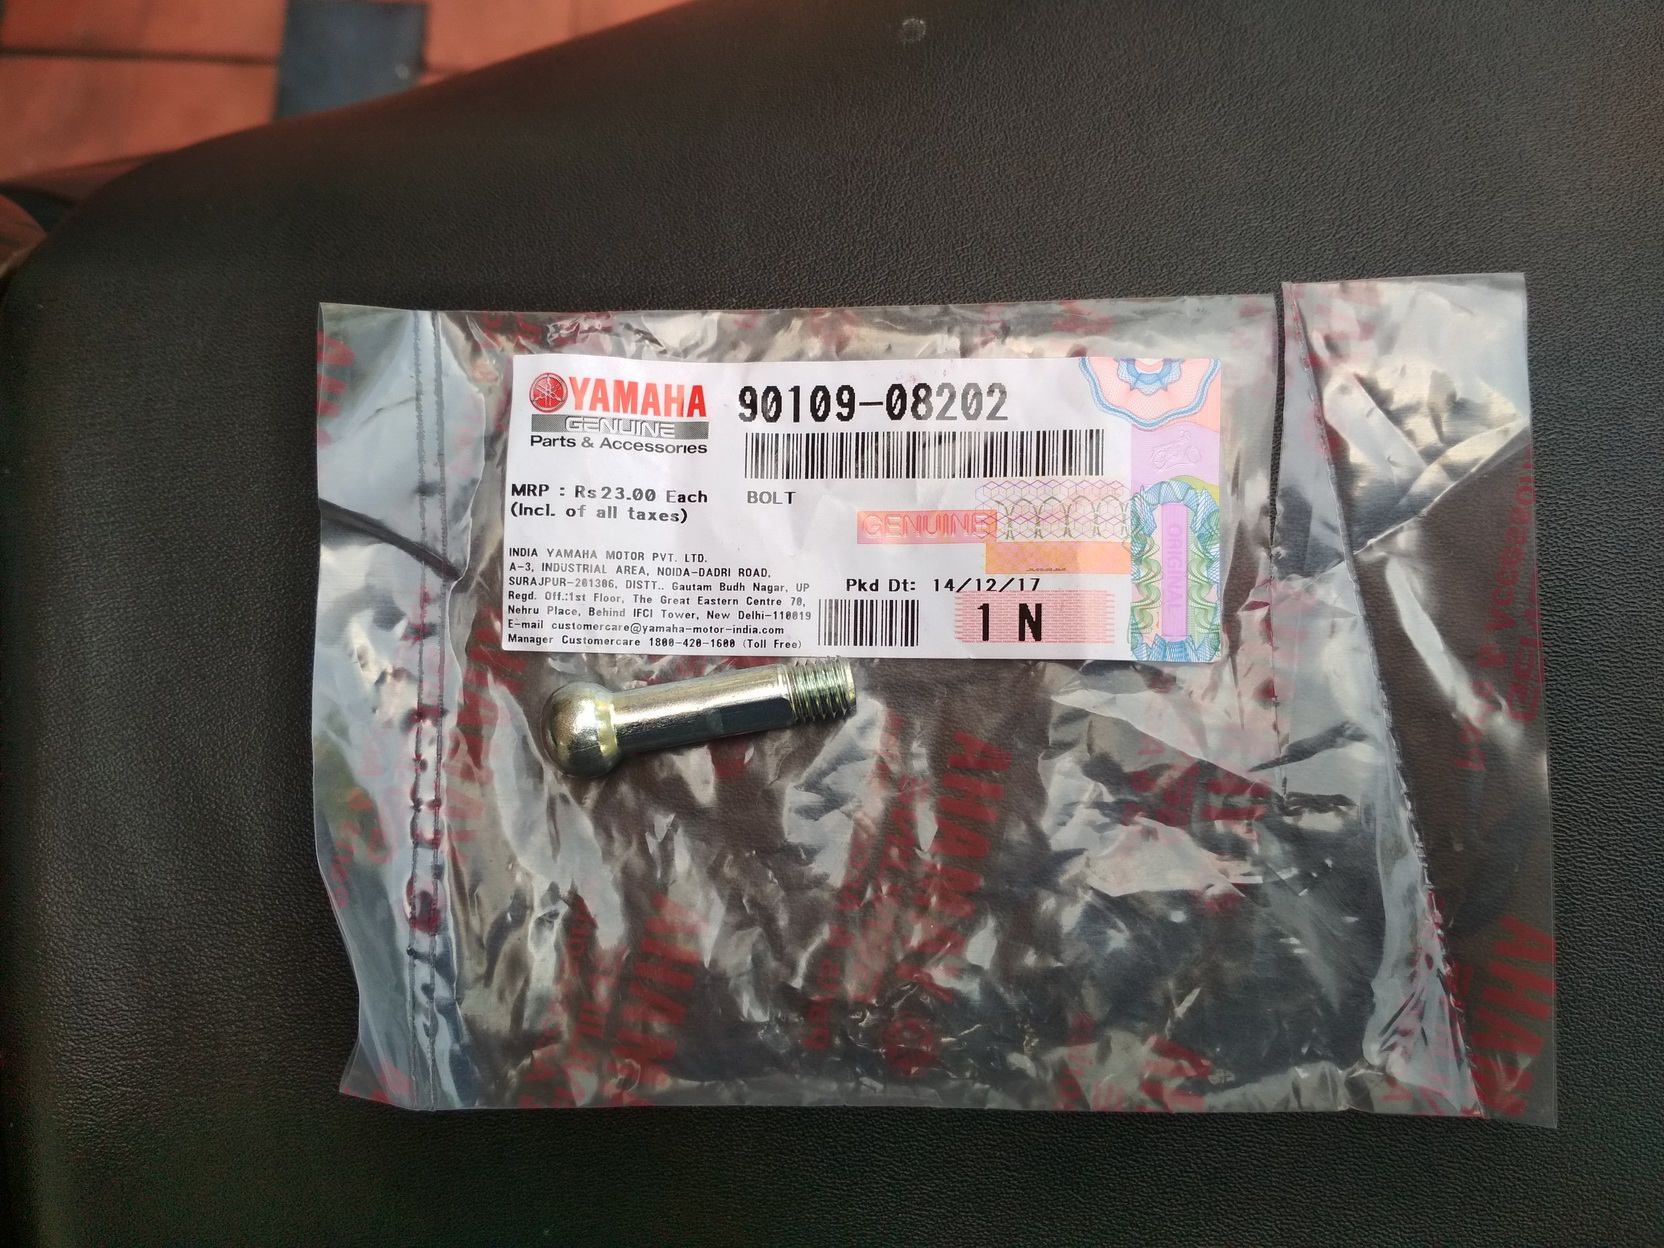 YAMAHA
GENUINE
Parts & Accessories
90109-08202
MRP : Rs 23.00 Each
(Incl. of all taxes)
BOLT
GENUINE
ORIGINAL
INDIA YAMAHA MOTOR PVT. LTD.
A-3, INDUSTRIAL AREA, NOIDA-DADRI ROAD,
SURAJPUR-201306, DISTT.. Gautam Budh Nagar, UP
Regd. Off.:1st Floor, The Great Eastern Centre 70,
Nehru Place, Behind IFCI Tower, New Delhi-110019
E-mail customercare@yamaha-motor-india.com
Manager Customercare 1800-420-1600 (Toll Free)
Pkd Dt: 14/12/17
1 N
YAMAHA